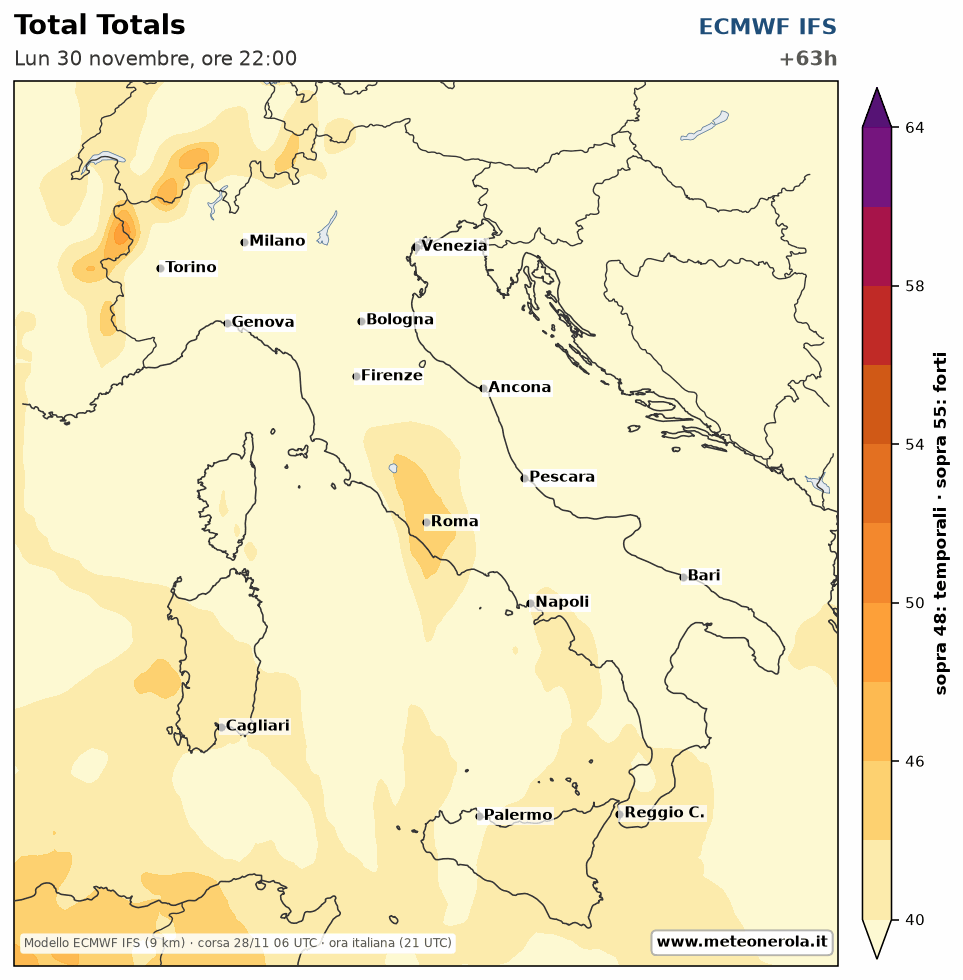 Total Totals
ECMWF IFS
Lun 30 novembre, ore 22:00
+63h
64
58
54
50
46
40
sopra 48: temporali · sopra 55: forti
Milano
Venezia
Torino
Genova
Bologna
Firenze
Ancona
Pescara
Roma
Bari
Napoli
Cagliari
Palermo
Reggio C.
Modello ECMWF IFS (9 km) · corsa 28/11 06 UTC · ora italiana (21 UTC)
www.meteonerola.it